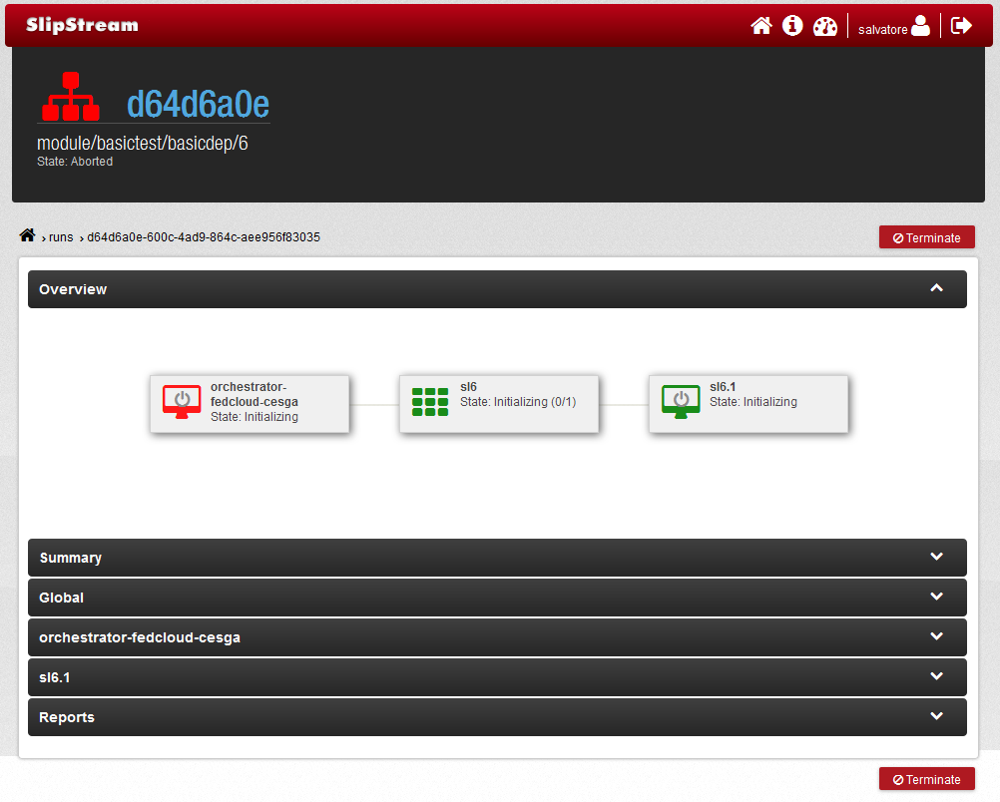 SlipStream
salvatore
d64d6a0e
module/basictest/basicdep/6
State: Aborted
› runs › d64d6a0e-600c-4ad9-864c-aee956f83035
Terminate
Overview
orchestrator-
fedcloud-cesga
State: Initializing
sl6
State: Initializing (0/1)
sl6.1
State: Initializing
Summary
Global
orchestrator-fedcloud-cesga
sl6.1
Reports
Terminate